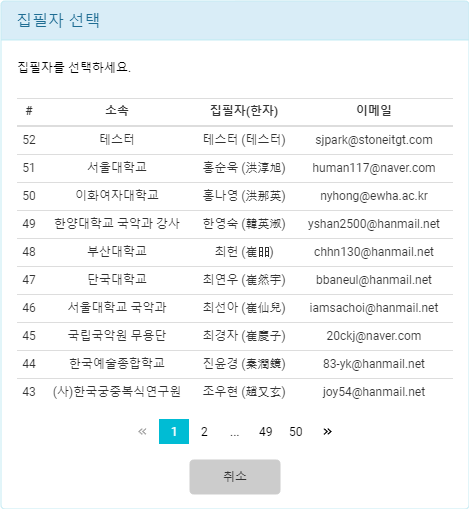 집필자 선택
집필자를 선택하세요.
# 소속 집필자(한자) 이메일
52 테스터 테스터 (테스터) sjpark@stoneitgt.com
51 서울대학교 홍순욱 (洪淳旭) human117@naver.com
50 이화여자대학교 홍나영 (洪那英) nyhong@ewha.ac.kr
49 한양대학교 국악과 강사 한영숙 (韓英淑) yshan2500@hanmail.net
48 부산대학교 최헌 (崔昍) chhn130@hanmail.net
47 단국대학교 최연우 (崔然宇) bbaneul@hanmail.net
46 서울대학교 국악과 최선아 (崔仙兒) iamsachoi@hanmail.net
45 국립국악원 무용단 최경자 (崔慶子) 20ckj@naver.com
44 한국예술종합학교 진윤경 (秦潤鏡) 83-yk@hanmail.net
43 (사)한국궁중복식연구원 조우현 (趙又玄) joy54@hanmail.net
« 1 2 ... 49 50 »
취소